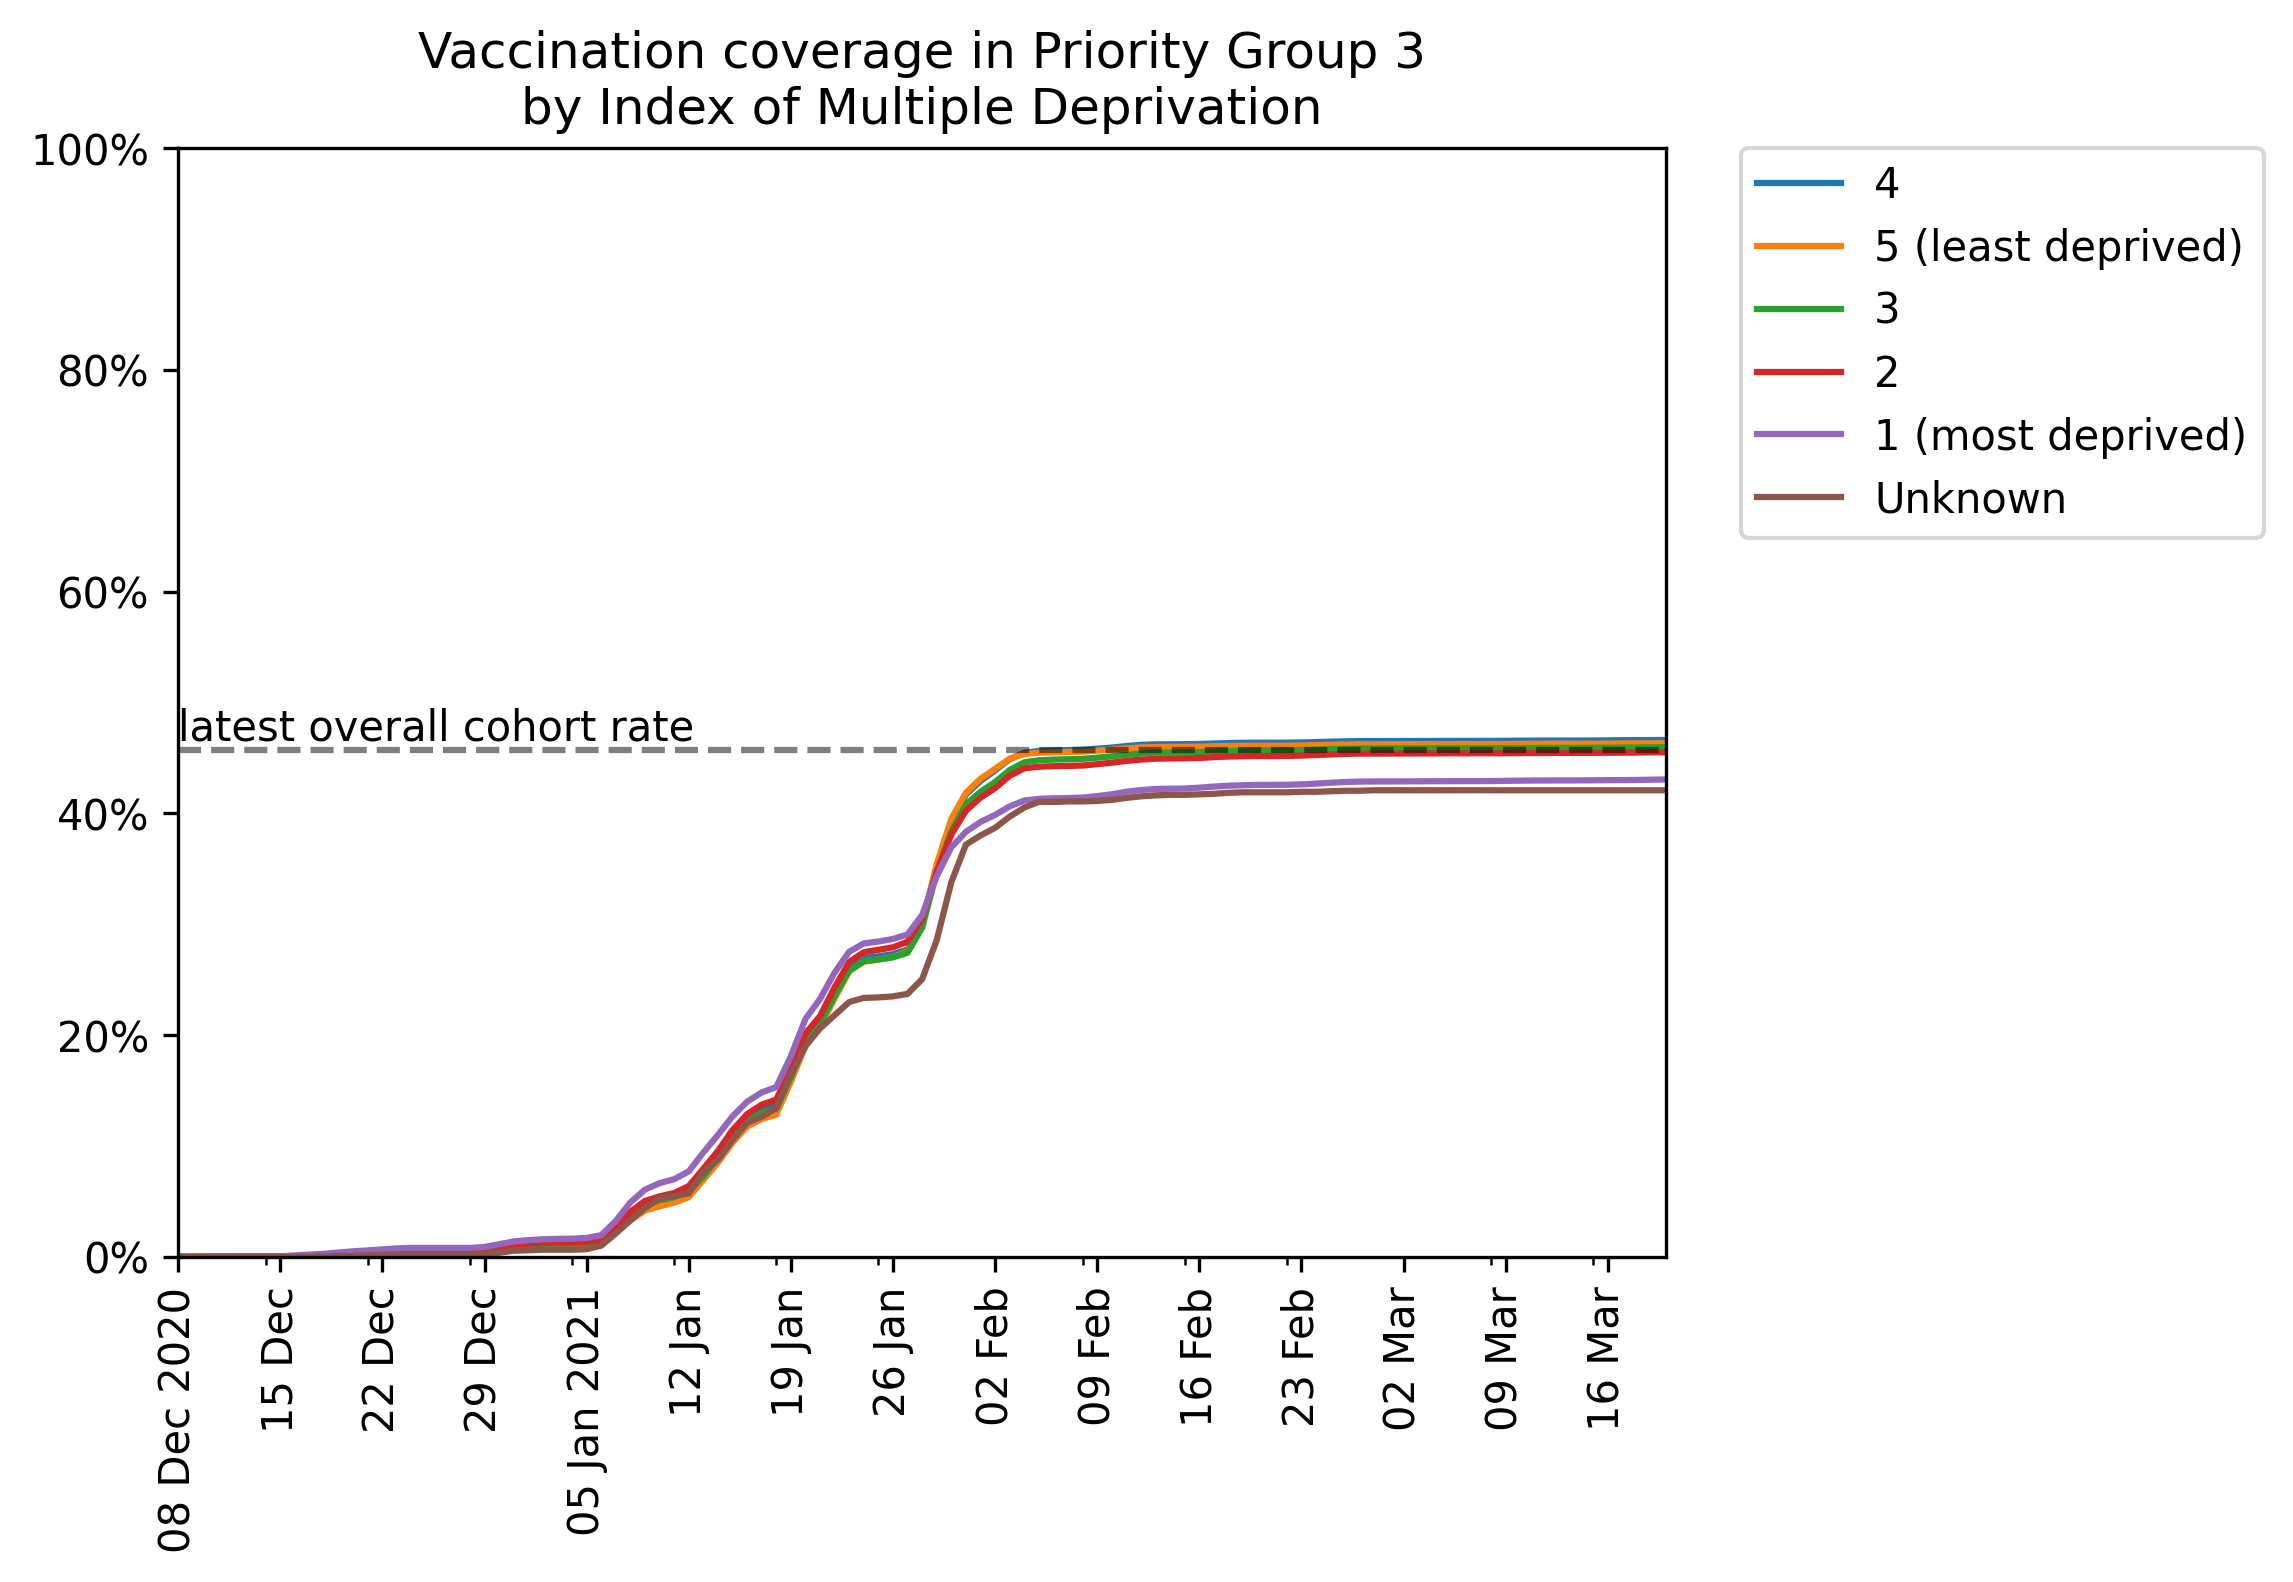 Vaccination coverage in Priority Group 3
by Index of Multiple Deprivation
100%
80%
60%
40%
20%
0%
latest overall cohort rate
08 Dec 2020
15 Dec
22 Dec
29 Dec
05 Jan 2021
12 Jan
19 Jan
26 Jan
02 Feb
09 Feb
16 Feb
23 Feb
02 Mar
09 Mar
16 Mar
4
5 (least deprived)
3
2
1 (most deprived)
Unknown